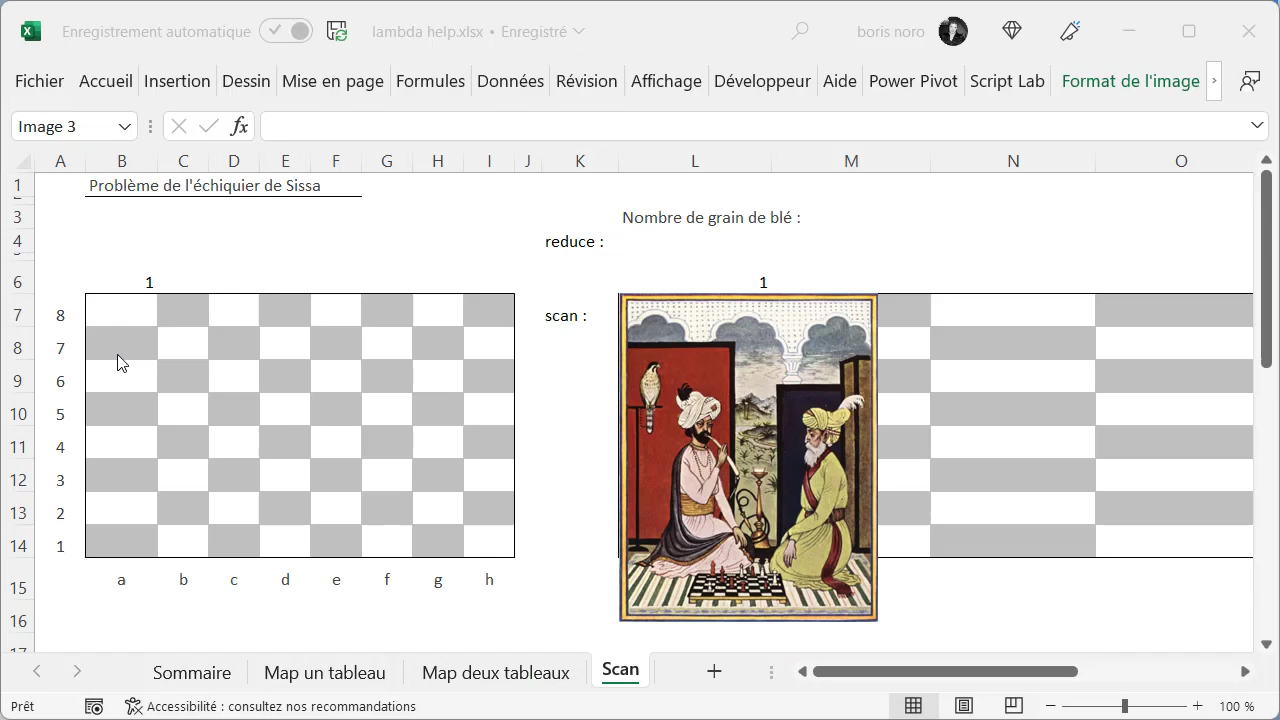 Enregistrement automatique
lambda help.xlsx • Enregistré
boris noro
Fichier Accueil Insertion Dessin Mise en page Formules Données Révision Affichage Développeur Aide Power Pivot Script Lab Format de l'image
Image 3
fx
A B C D E F G H I J K L M N O
1 Problème de l'échiquier de Sissa
3 Nombre de grain de blé :
4 reduce :
6 1 1
7 8 scan :
8 7
9 6
10 5
11 4
12 3
13 2
14 1
15 a b c d e f g h
16
17
Sommaire Map un tableau Map deux tableaux Scan
Prêt Accessibilité : consultez nos recommandations 100 %